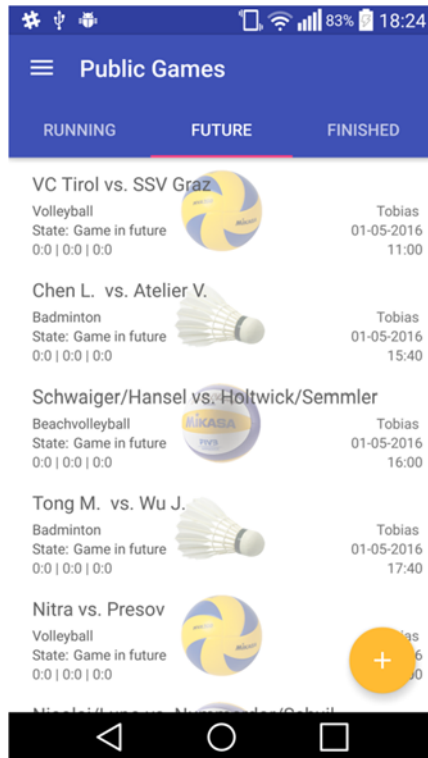 83% 18:24
Public Games
RUNNING FUTURE FINISHED
VC Tirol vs. SSV Graz
Volleyball Tobias
State: Game in future 01-05-2016
0:0 | 0:0 | 0:0 11:00
Chen L. vs. Atelier V.
Badminton Tobias
State: Game in future 01-05-2016
0:0 | 0:0 | 0:0 15:40
Schwaiger/Hansel vs. Holtwick/Semmler
Beachvolleyball Tobias
State: Game in future 01-05-2016
0:0 | 0:0 | 0:0 16:00
MIKASA
Tong M. vs. Wu J.
Badminton Tobias
State: Game in future 01-05-2016
0:0 | 0:0 | 0:0 17:40
Nitra vs. Presov
Volleyball
State: Game in future
0:0 | 0:0 | 0:0
+